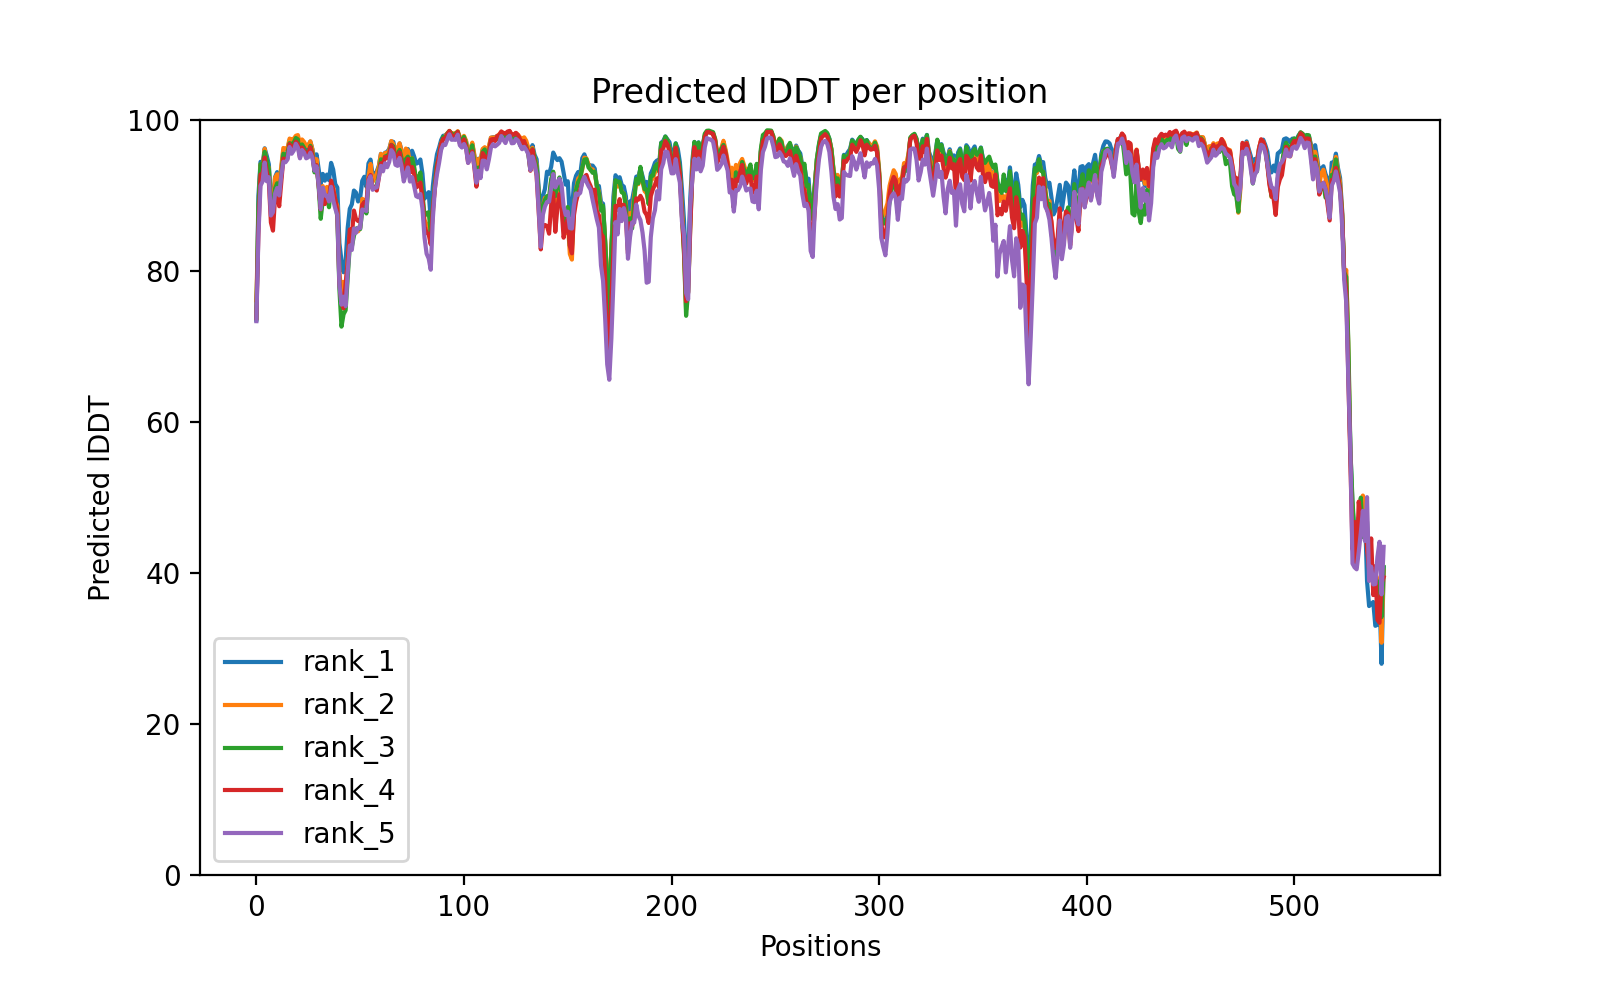 Predicted lDDT per position
100
80
60
40
20
0
Predicted lDDT
rank_1
rank_2
rank_3
rank_4
rank_5
0 100 200 300 400 500
Positions